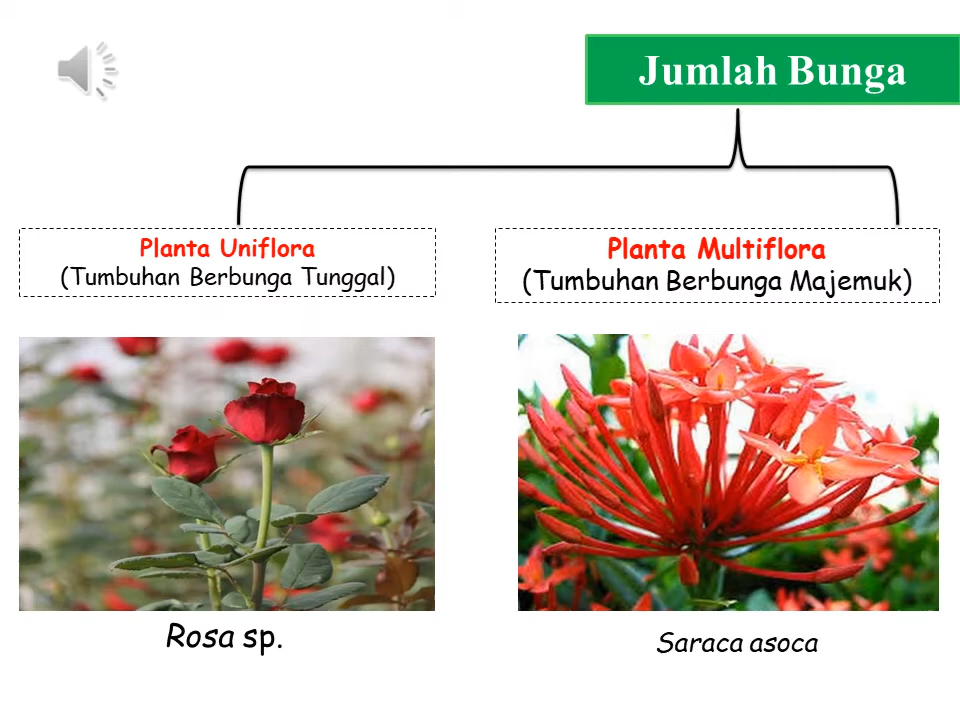 Jumlah Bunga
Planta Uniflora
(Tumbuhan Berbunga Tunggal)
Planta Multiflora
(Tumbuhan Berbunga Majemuk)
Rosa sp.
Saraca asoca